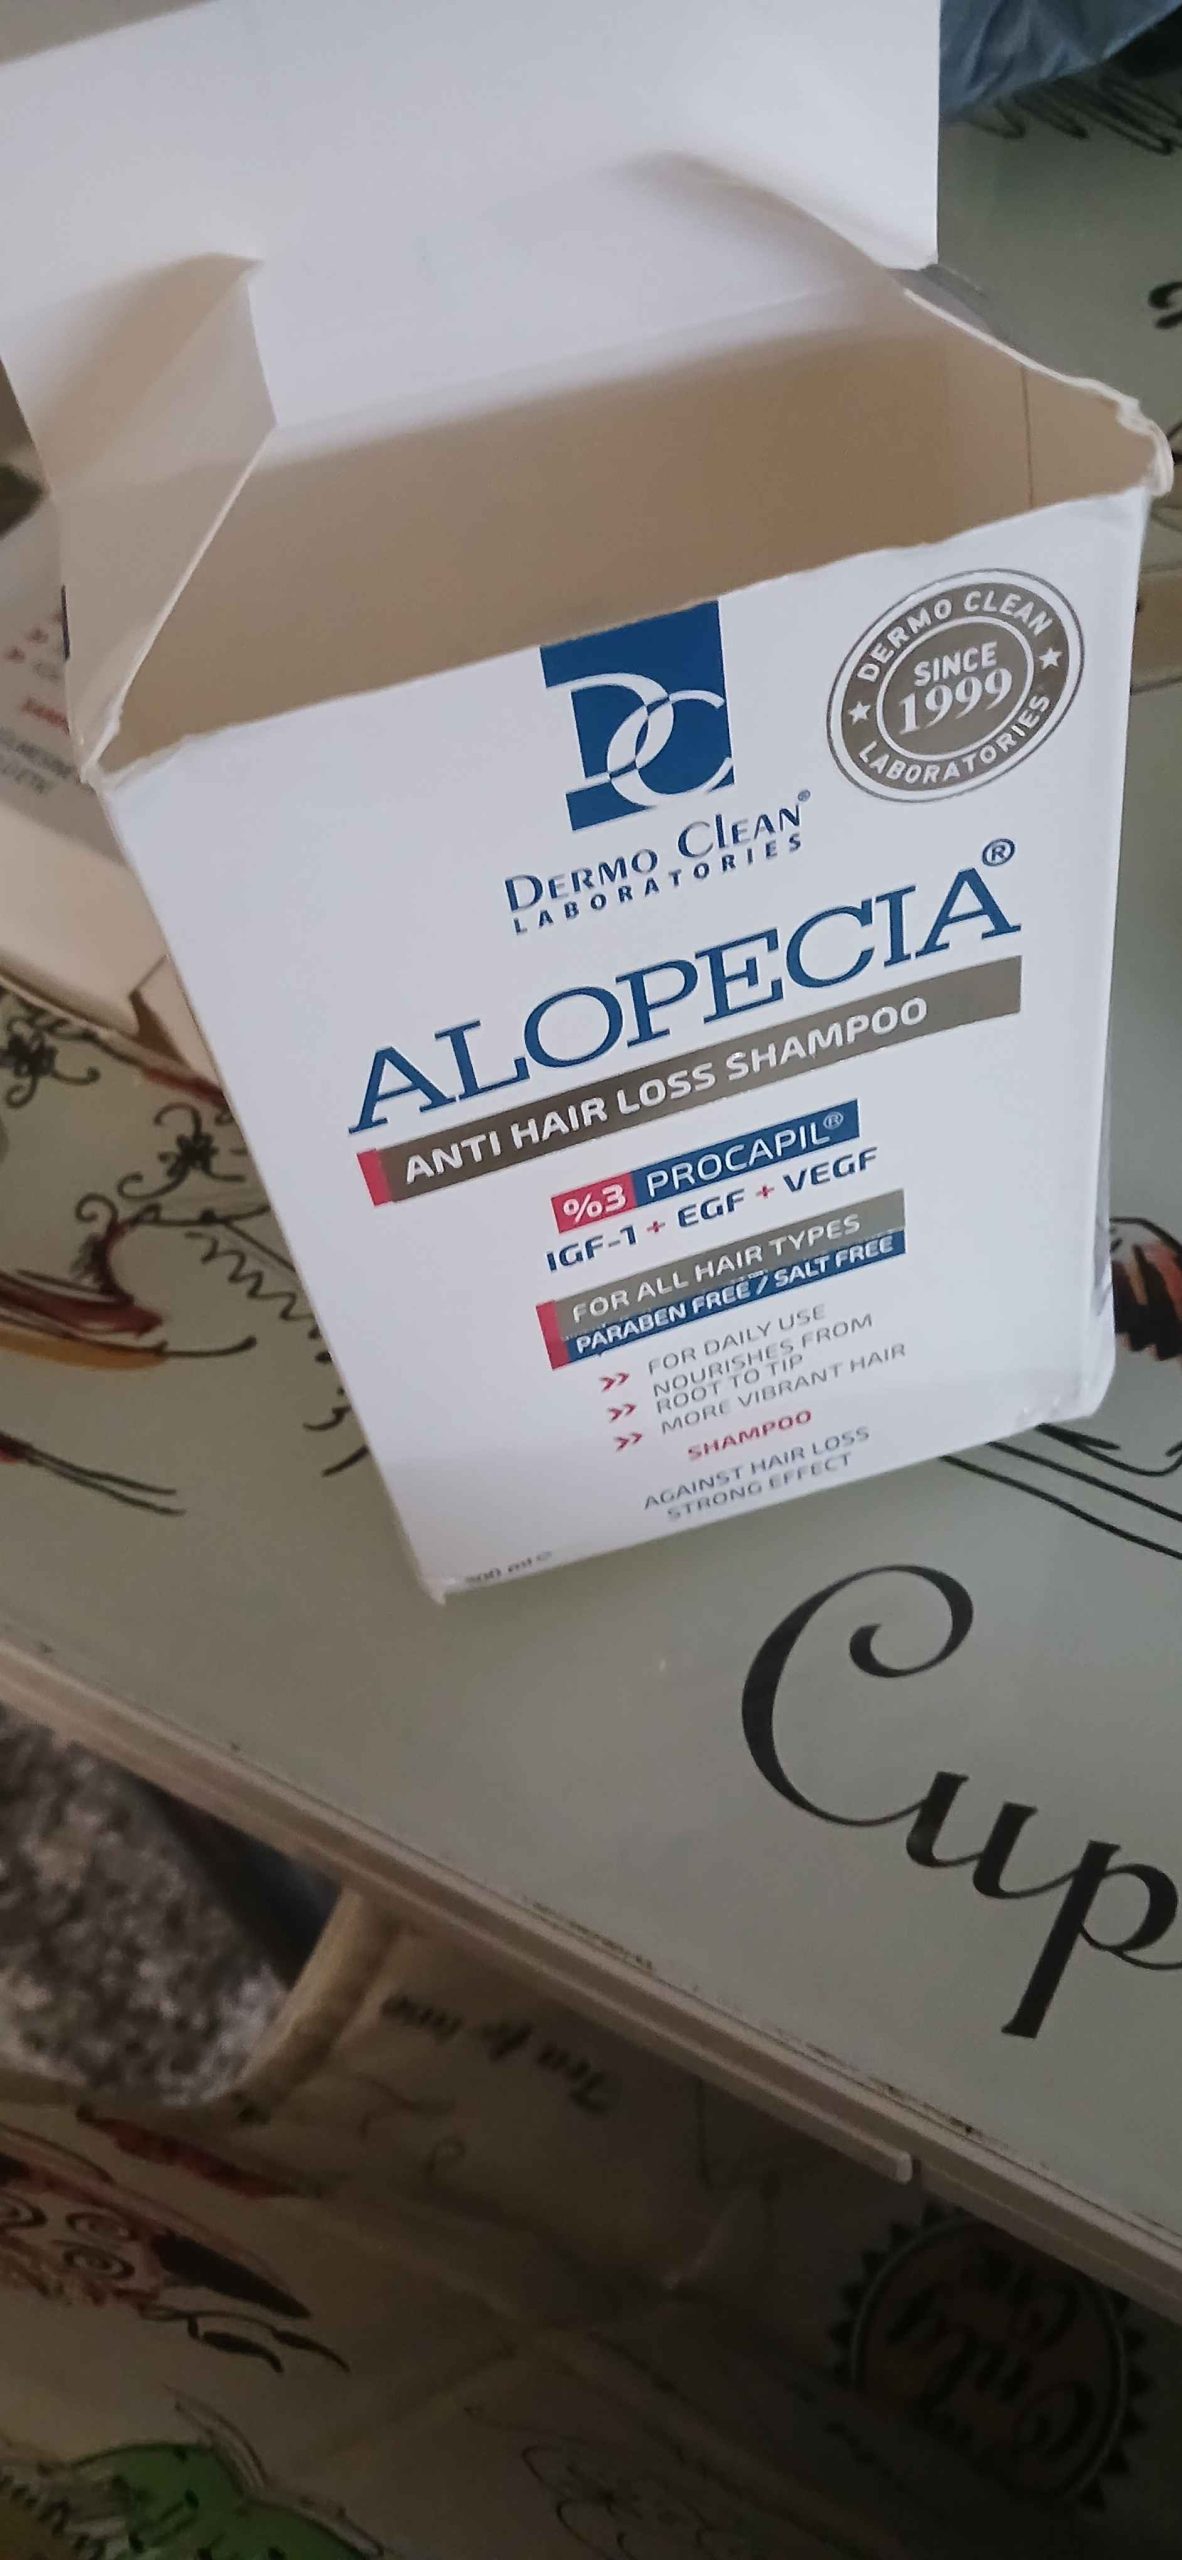 DC
DERMO CLEAN
SINCE
1999
LABORATORIES
DERMO CLEAN®
LABORATORIES
ALOPECIA®
ANTI HAIR LOSS SHAMPOO
%3 PROCAPIL®
IGF-1 + EGF + VEGF
FOR ALL HAIR TYPES
PARABEN FREE / SALT FREE
>> FOR DAILY USE
NOURISHES FROM
>> ROOT TO TIP
>> MORE VIBRANT HAIR
SHAMPOO
AGAINST HAIR LOSS
STRONG EFFECT
ml e
Cup